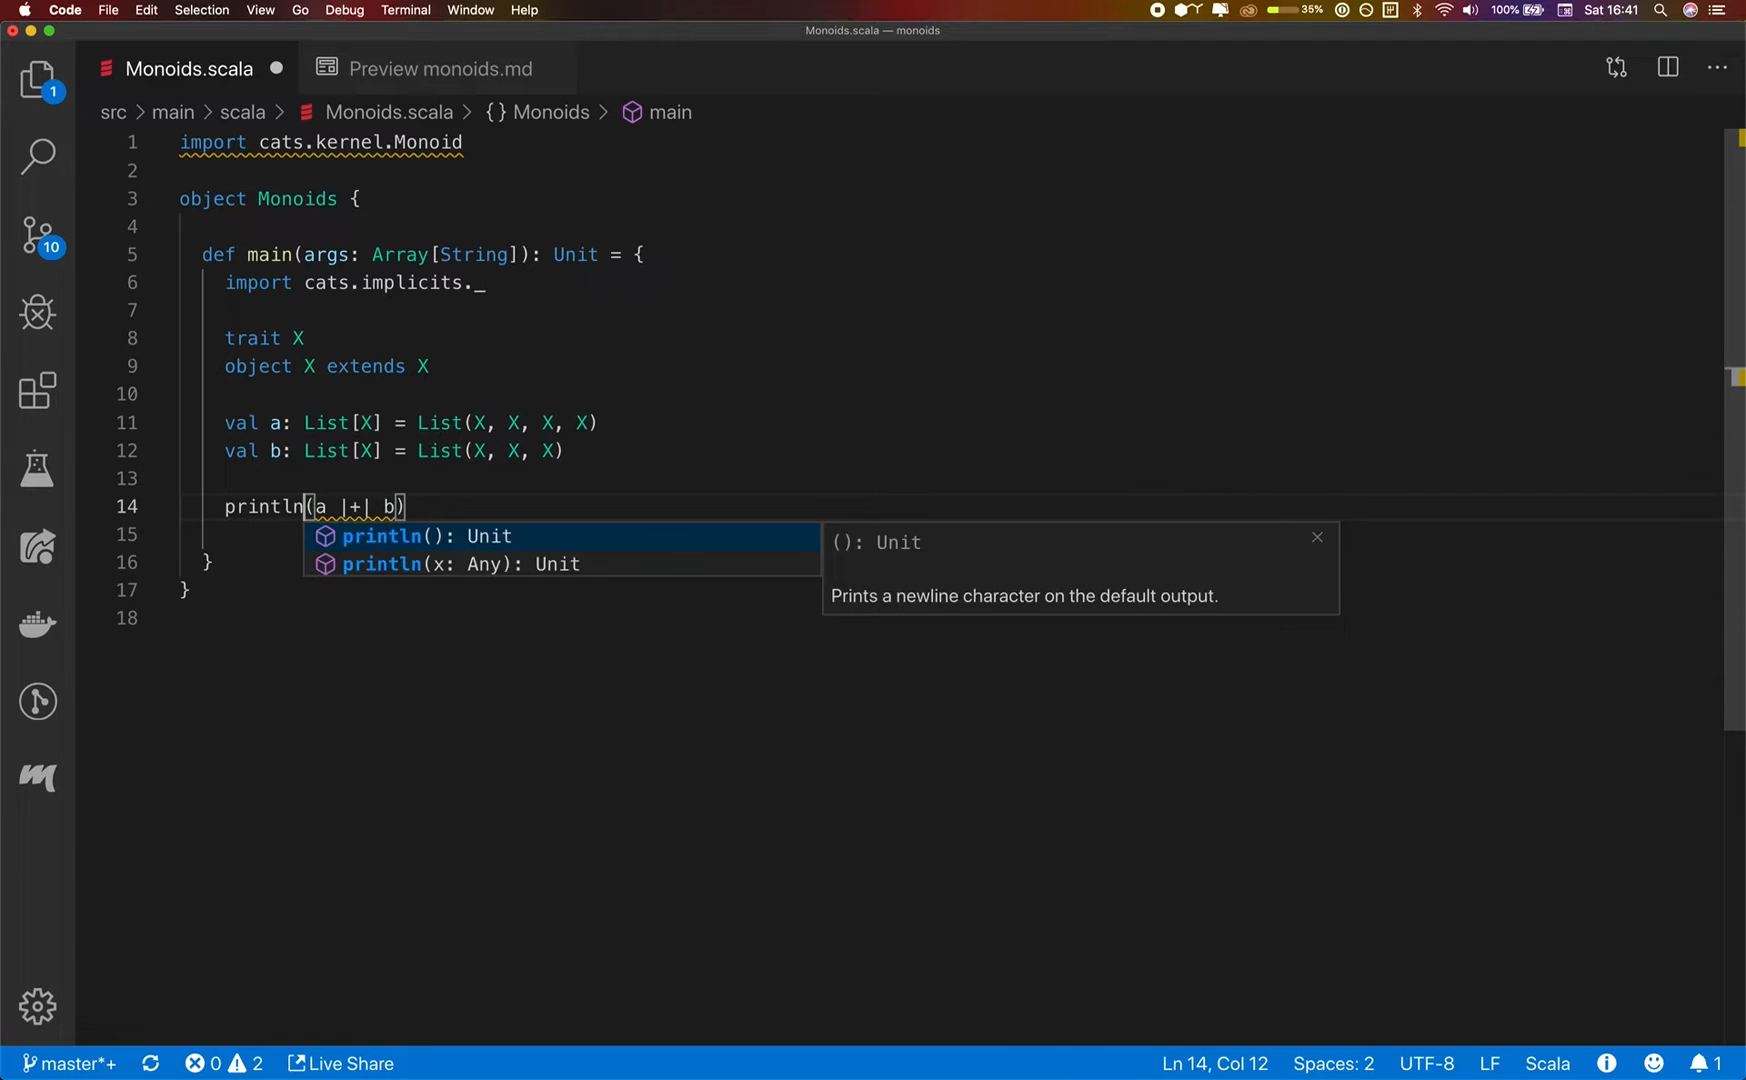 Code File Edit Selection View Go Debug Terminal Window Help 35% 100% Sat 16:41
Monoids.scala — monoids
Monoids.scala Preview monoids.md
src > main > scala > Monoids.scala > {} Monoids > main
1 import cats.kernel.Monoid
2
3 object Monoids {
4
5 def main(args: Array[String]): Unit = {
6 import cats.implicits._
7
8 trait X
9 object X extends X
10
11 val a: List[X] = List(X, X, X, X)
12 val b: List[X] = List(X, X, X)
13
14 println(a |+| b)
15 println(): Unit (): Unit
16 } println(x: Any): Unit
17 } Prints a newline character on the default output.
18
1
10
master*+ 0 2 Live Share Ln 14, Col 12 Spaces: 2 UTF-8 LF Scala 1